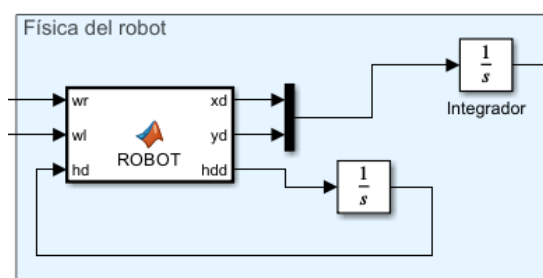 Física del robot
wr
wl
hd
xd
yd
hdd
ROBOT
1
s
Integrador
1
s